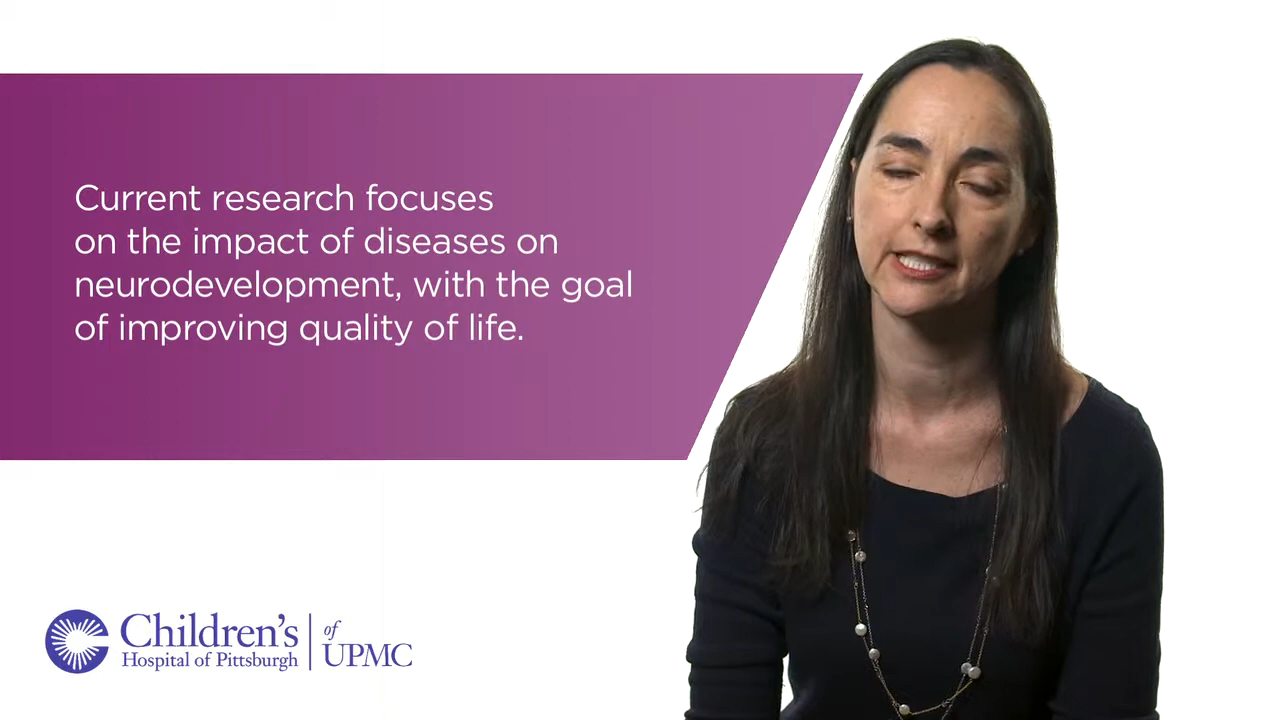 Current research focuses
on the impact of diseases on
neurodevelopment, with the goal
of improving quality of life.
Children's
Hospital of Pittsburgh
of
UPMC